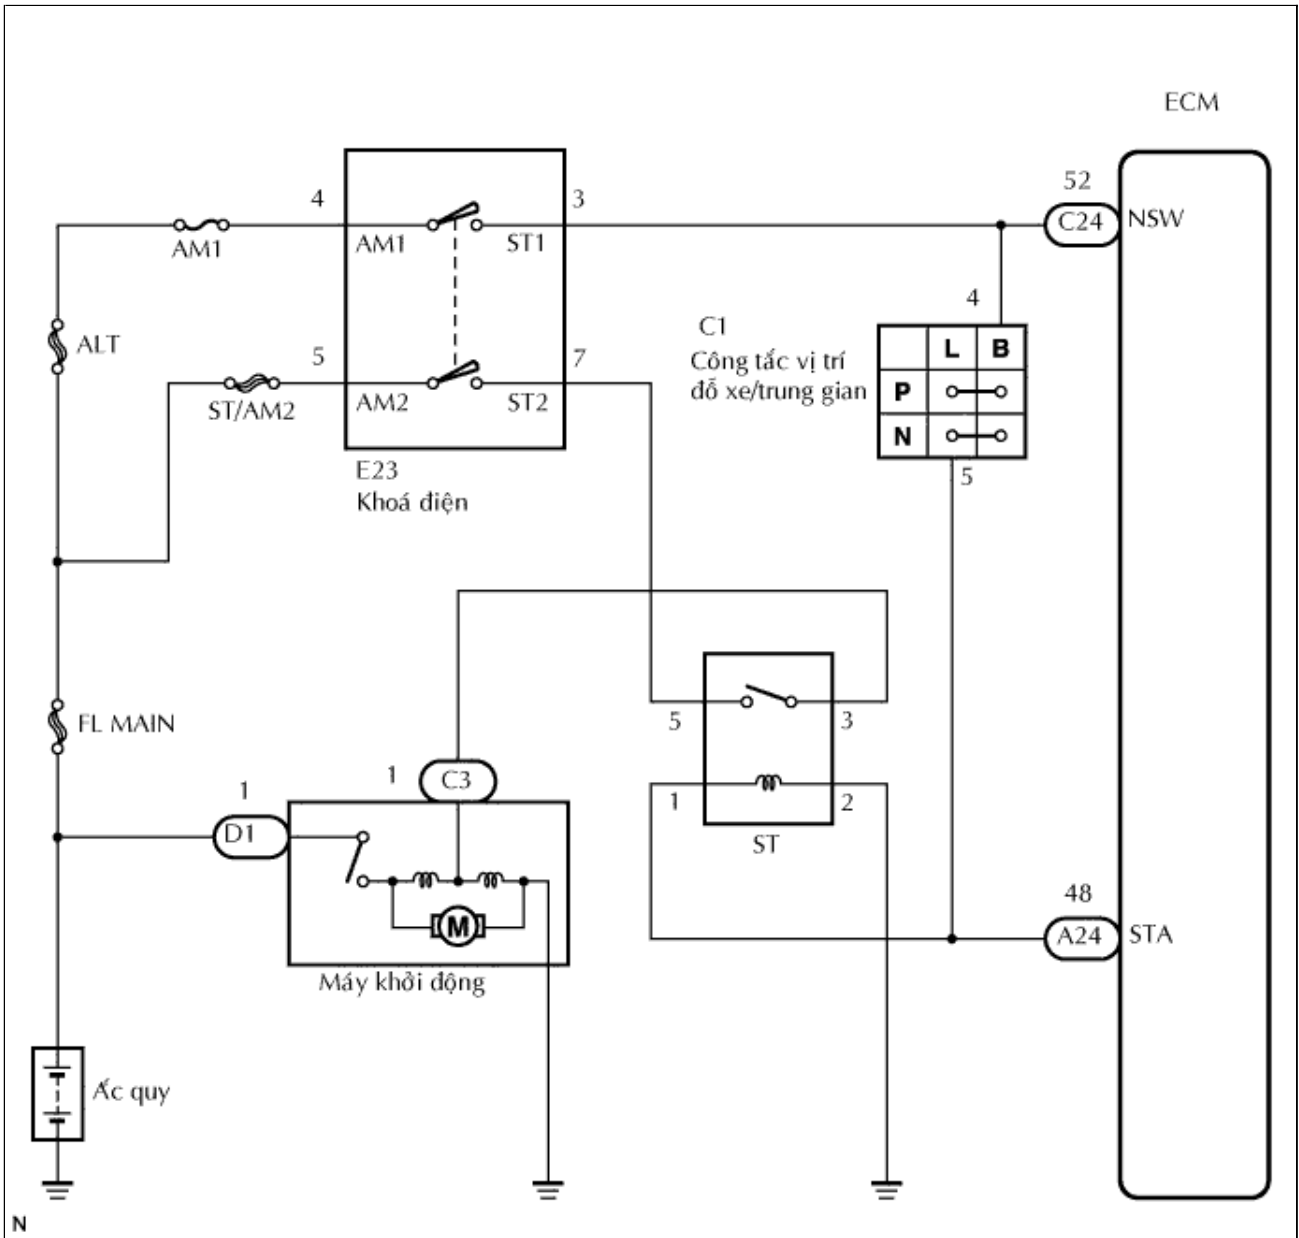 ECM
52
C24
NSW
4
3
AM1
AM1
ST1
ALT
5
7
ST/AM2
AM2
ST2
E23
Khoá điện
4
C1
Công tắc vị trí
đỗ xe/trung gian
L B
P
N
5
FL MAIN
5
3
1
2
ST
1
C3
1
D1
M
Máy khởi động
48
A24
STA
Ắc quy
N